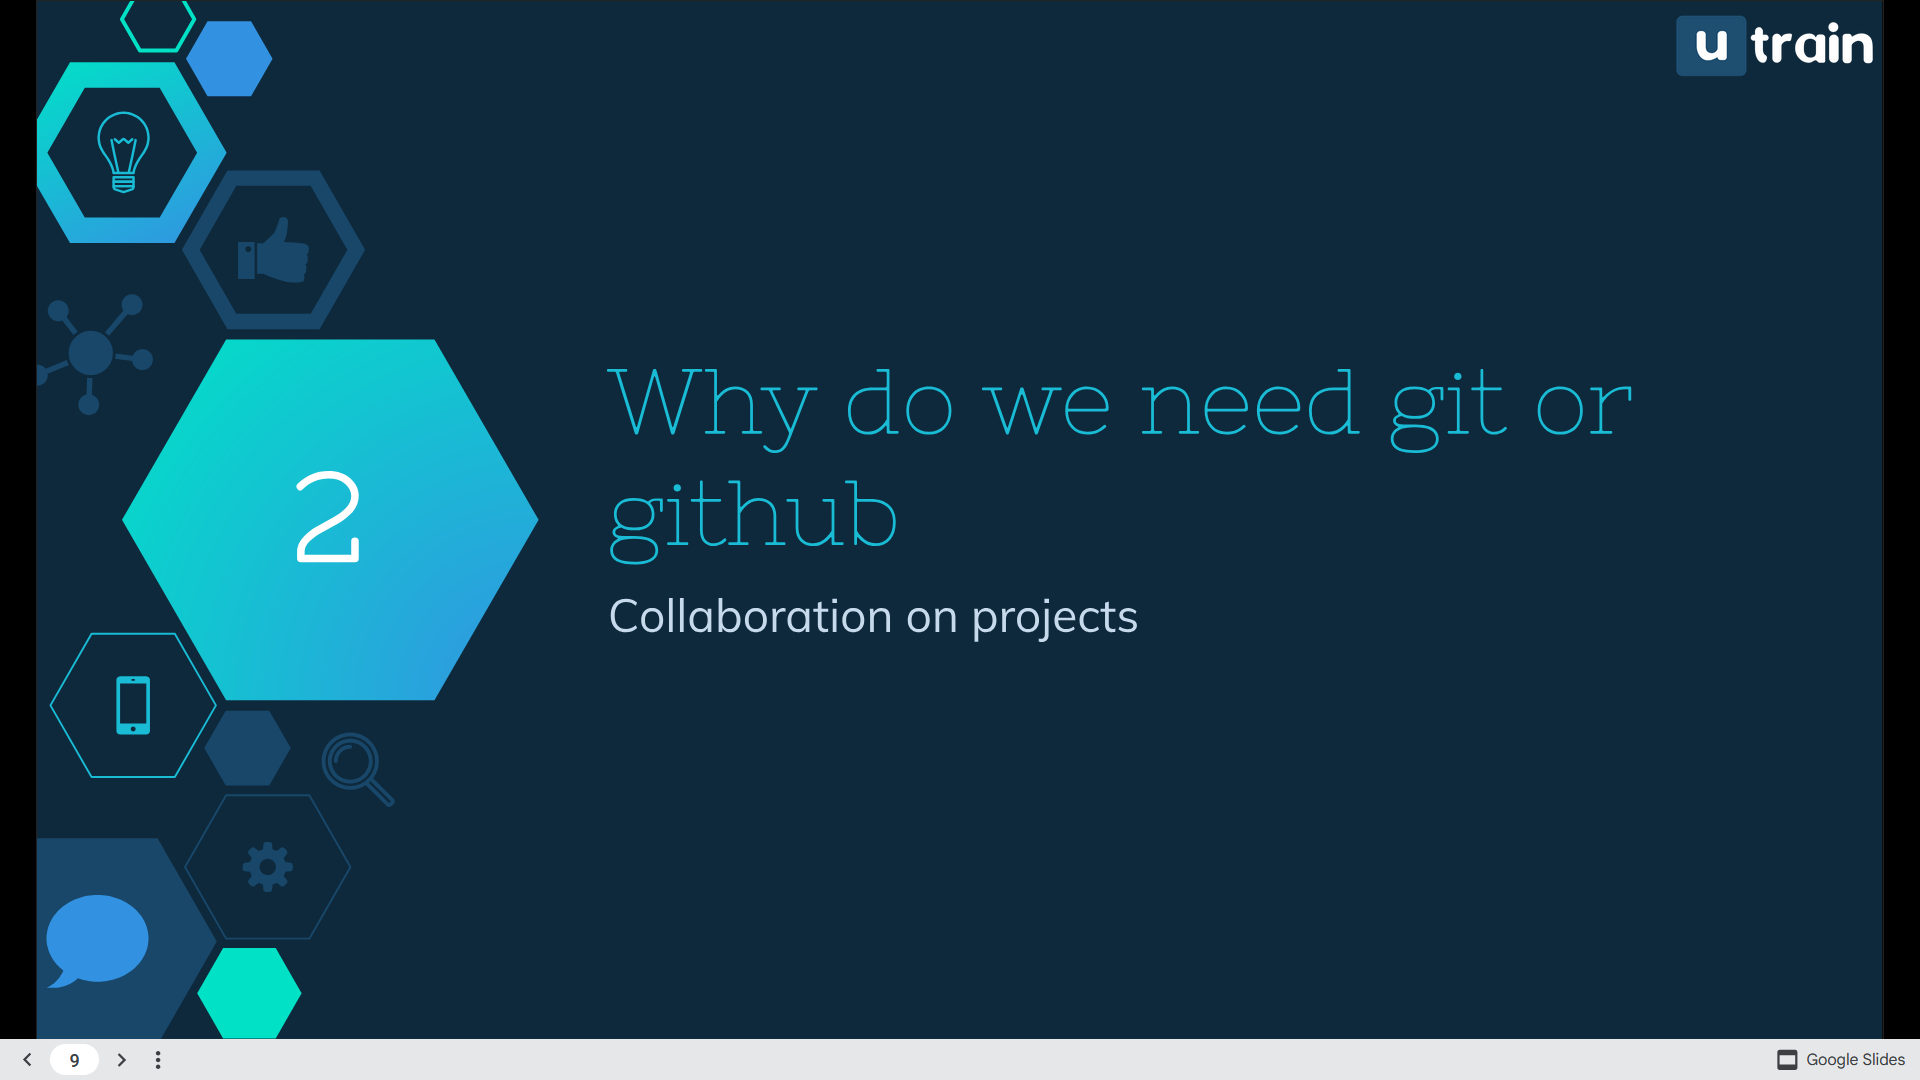 u train
2
Why do we need git or
github
Collaboration on projects
9
Google Slides